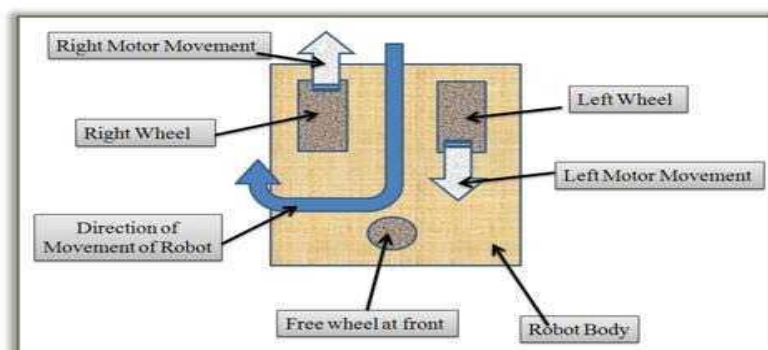 Right Motor Movement
Left Wheel
Right Wheel
Left Motor Movement
Direction of
Movement of Robot
Free wheel at front
Robot Body